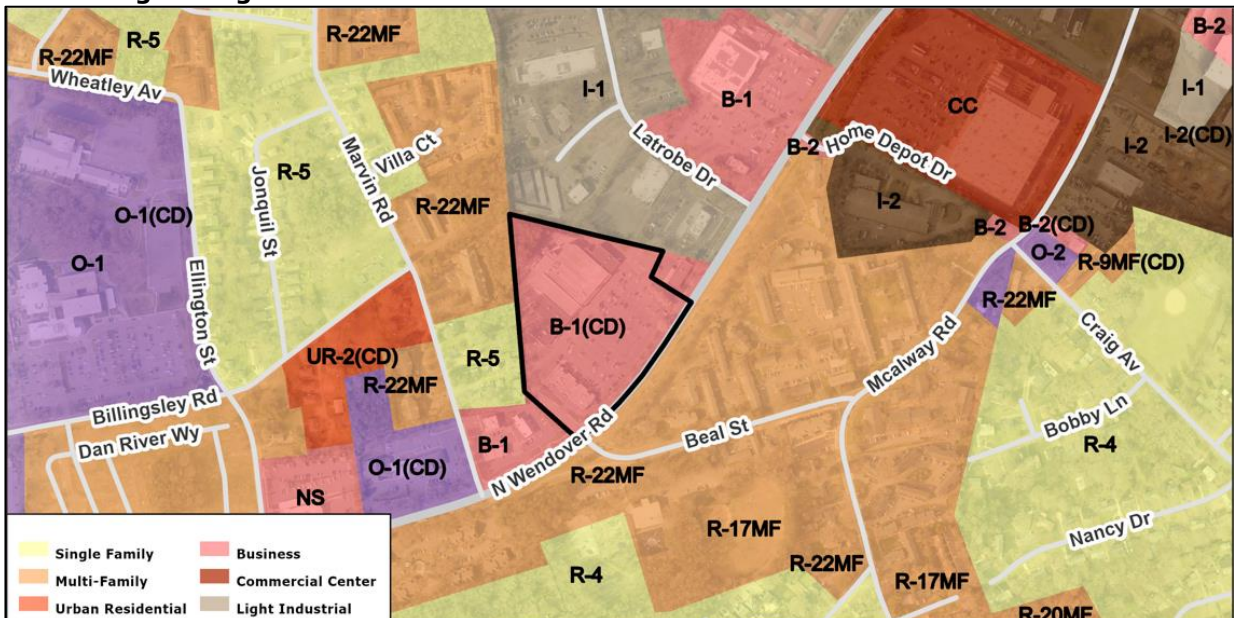 R-5
R-22MF
R-22MF
B-2
Wheatley Av
I-1
B-1
CC
I-1
Home Depot Dr
B-2
I-2(CD)
I-2
Latrobe Dr
Villa Ct
Marvin Rd
R-5
Jonquil St
R-22MF
I-2
O-1(CD)
B-2
B-2(CD)
O-2
R-9MF(CD)
O-1
Ellington St
R-22MF
B-1(CD)
Craig Av
Mcalway Rd
UR-2(CD)
R-5
R-22MF
Billingsley Rd
Dan River Wy
Bobby Ln
Beal St
N Wendover Rd
B-1
R-4
O-1(CD)
R-22MF
NS
R-17MF
Nancy Dr
R-4
R-22MF
R-17MF
R-20MF
Single Family
Business
Multi-Family
Commercial Center
Urban Residential
Light Industrial